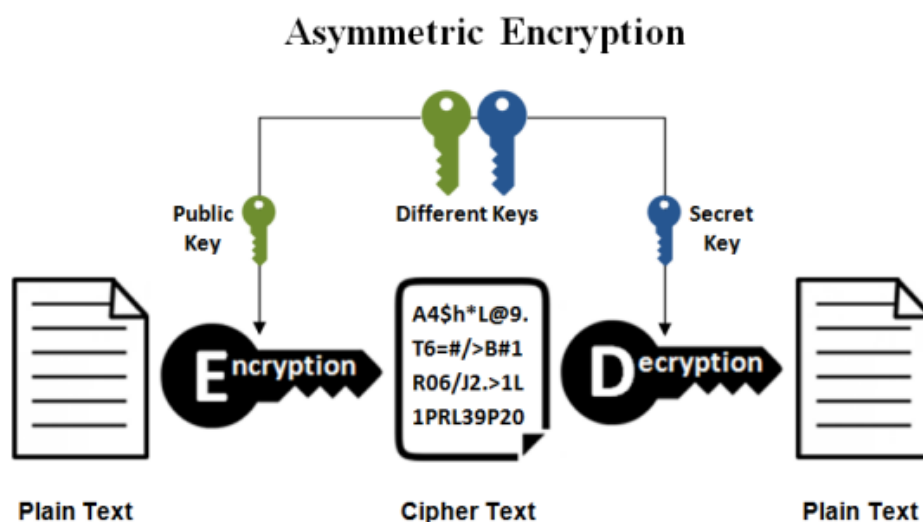 Asymmetric Encryption
Public
Key
Different Keys
Secret
Key
Encryption
A4$h*L@9.
T6=#/>B#1
R06/J2.>1L
1PRL39P20
Decryption
Plain Text
Cipher Text
Plain Text